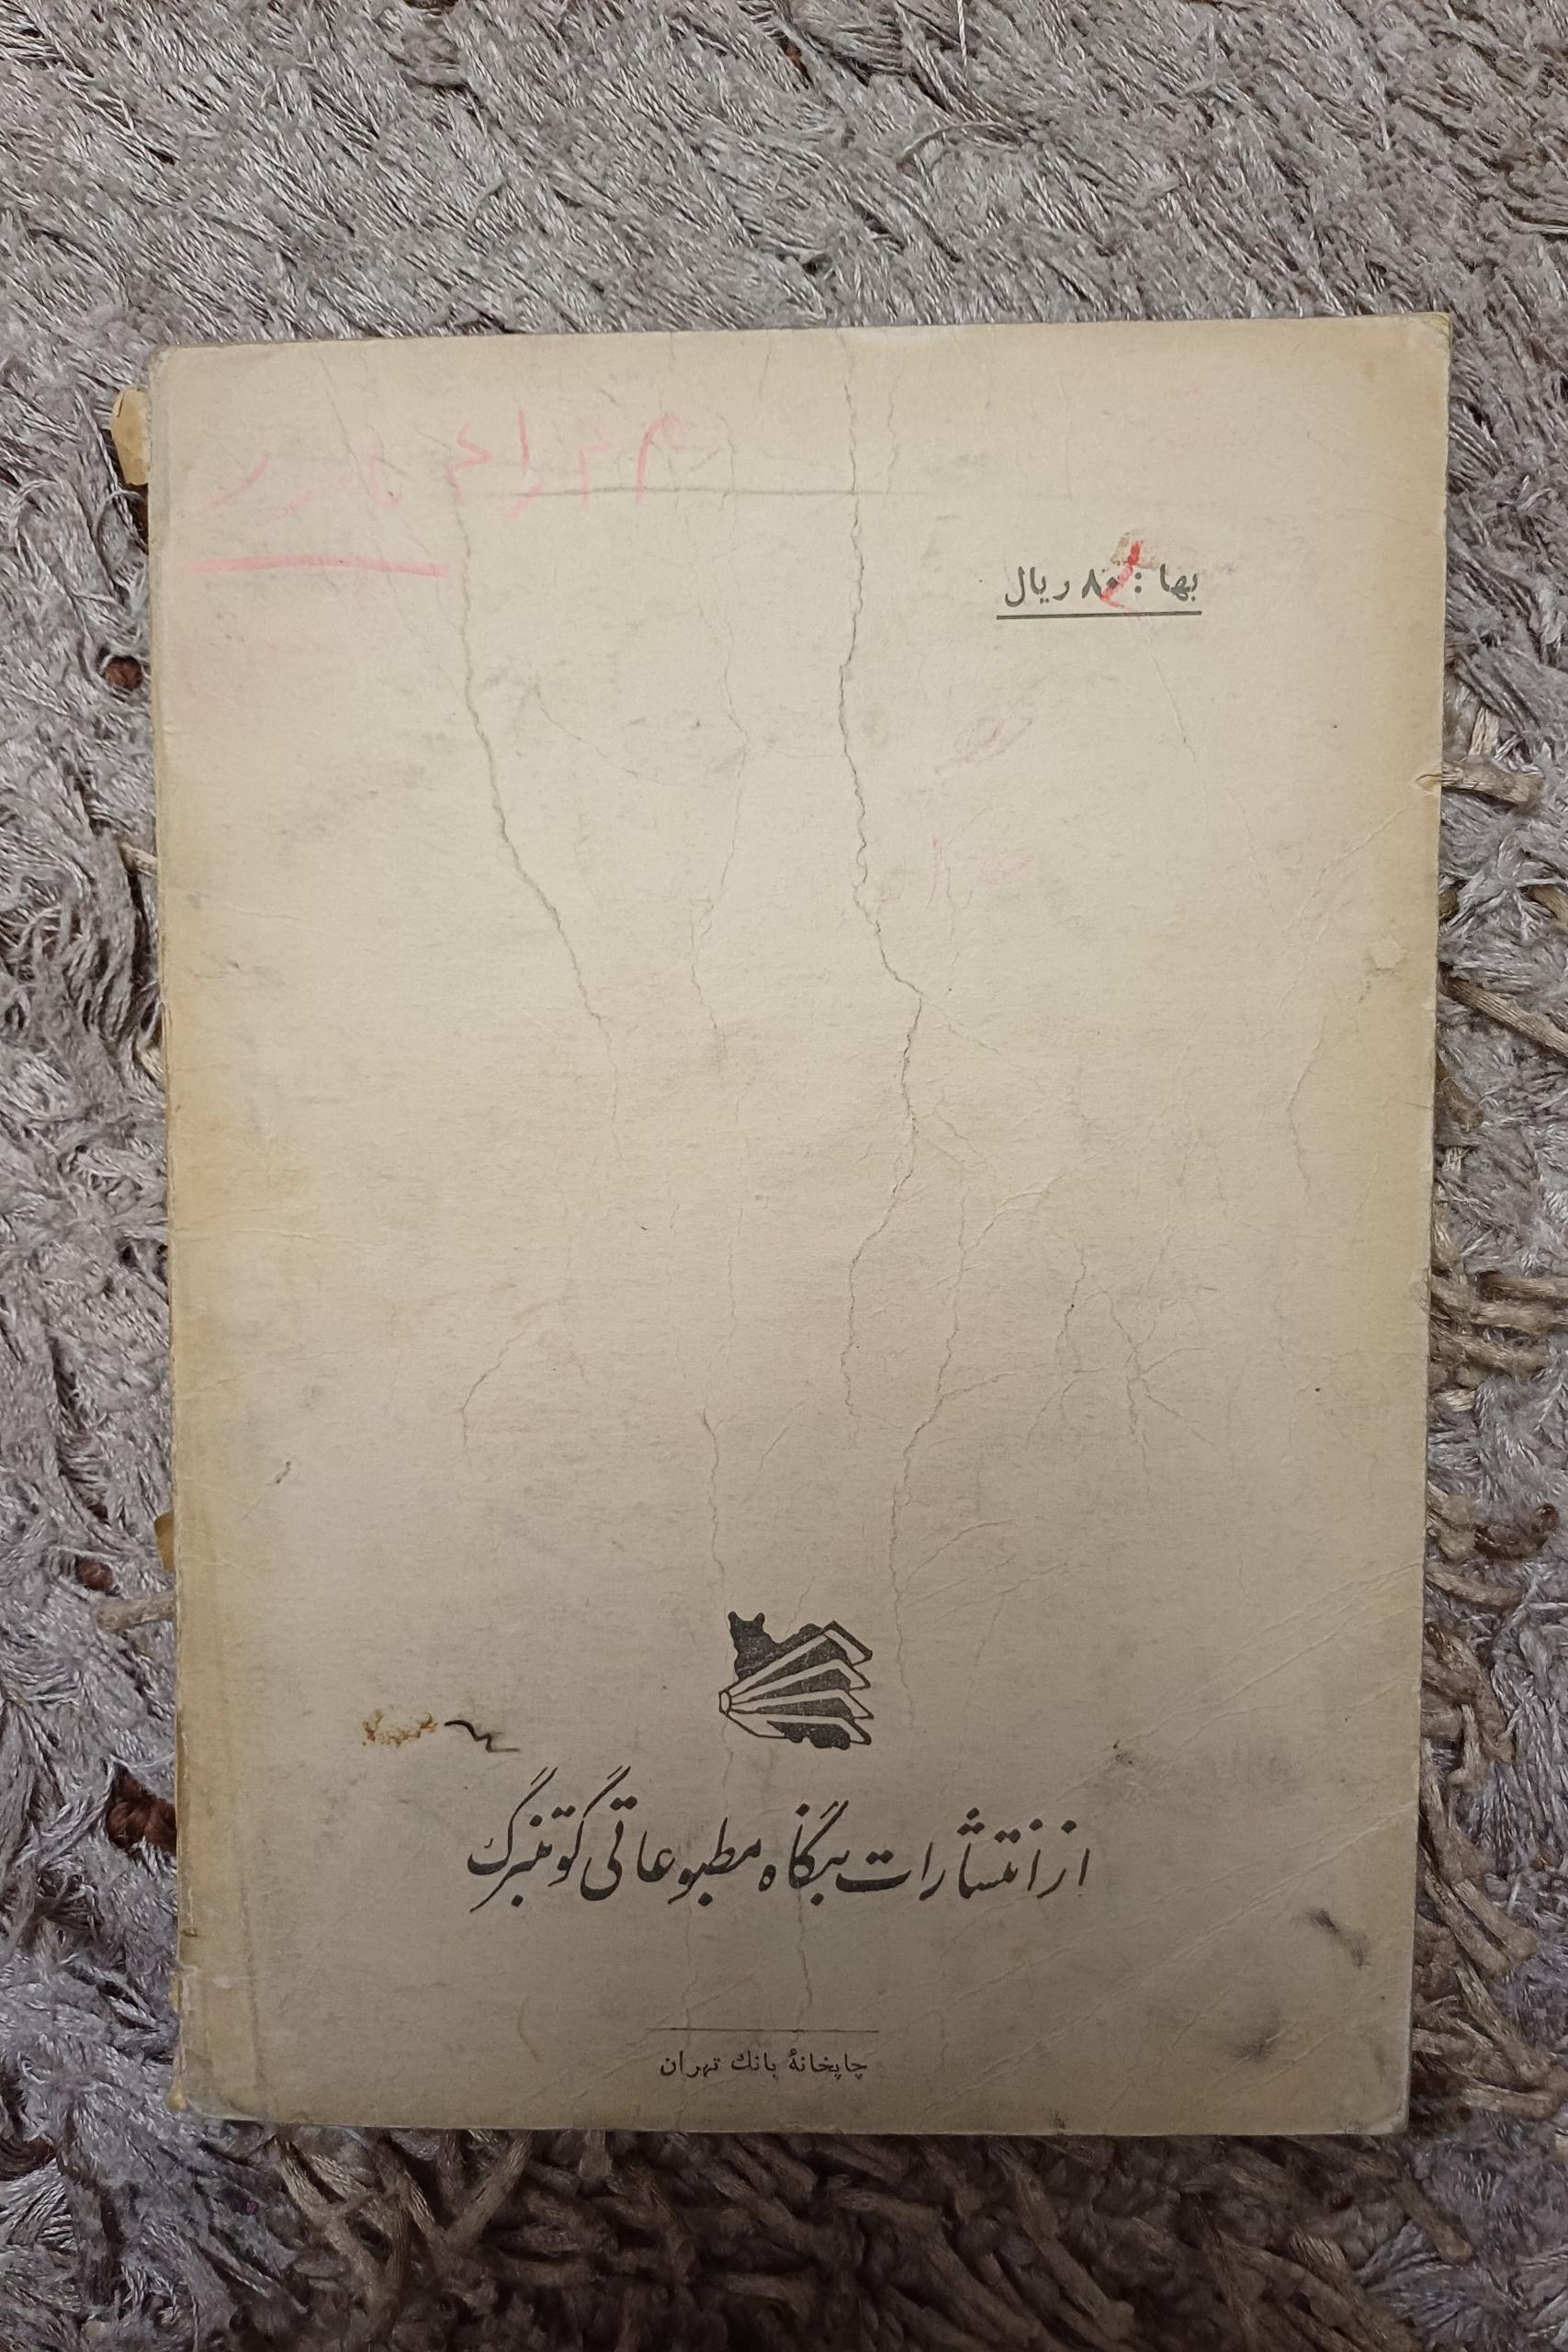 بها : ۸۰ ریال
از انتشارات بنگاه مطبوعاتی گوتنبرگ
چاپخانهٔ بانک تهران